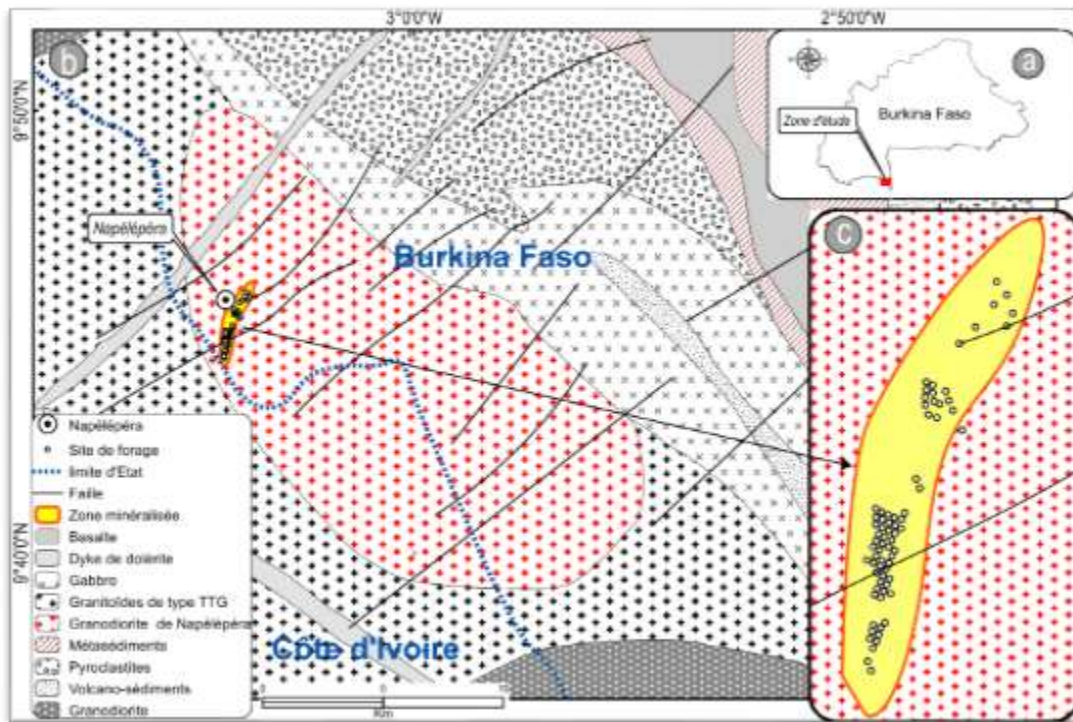 3°0'0"W
2°50'0"W
b
a
9°50'0"N
Burkina Faso
Zone d'étude
Napélépéra
c
Burkina Faso
Napélépéra
Site de forage
limite d'Etat
Faille
Zone minéralisée
Basalte
Dyke de dolérite
Gabbro
Granitoïdes de type TTG
Granodiorite de Napélépéra
Métasédiments
Pyroclastites
Volcano-sédiments
Granodiorite
9°40'0"N
Côte d'Ivoire
0
Km